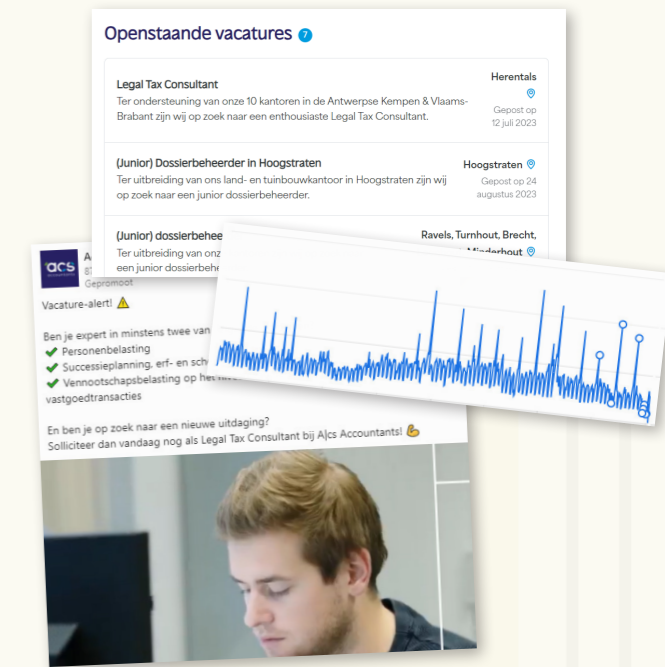 Openstaande vacatures 7
Legal Tax Consultant
Herentals
Ter ondersteuning van onze 10 kantoren in de Antwerpse Kempen & Vlaams-
Brabant zijn wij op zoek naar een enthousiaste Legal Tax Consultant.
Gepost op
12 juli 2023
(Junior) Dossierbeheerder in Hoogstraten
Hoogstraten
Ter uitbreiding van ons land- en tuinbouwkantoor in Hoogstraten zijn wij
op zoek naar een junior dossierbeheerder.
Gepost op 24
augustus 2023
(Junior) dossierbehee
Ravels, Turnhout, Brecht,
Minderhout
Ter uitbreiding van onz
een junior dossierbehe
acs
A
Gepromoot
Vacature-alert!
Ben je expert in minstens twee van
Personenbelasting
Successieplanning, erf- en sch
Vennootschapsbelasting op het
vastgoedtransacties
En ben je op zoek naar een nieuwe uitdaging?
Solliciteer dan vandaag nog als Legal Tax Consultant bij A|cs Accountants!